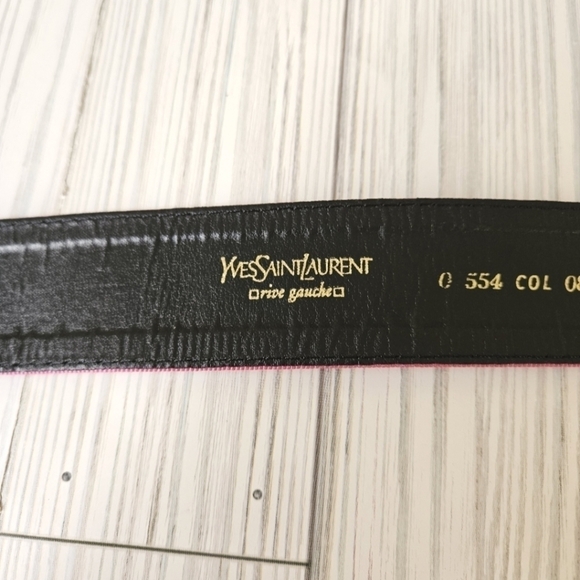 YVESSAINTLAURENT
rive gauche
0 554 COL 08